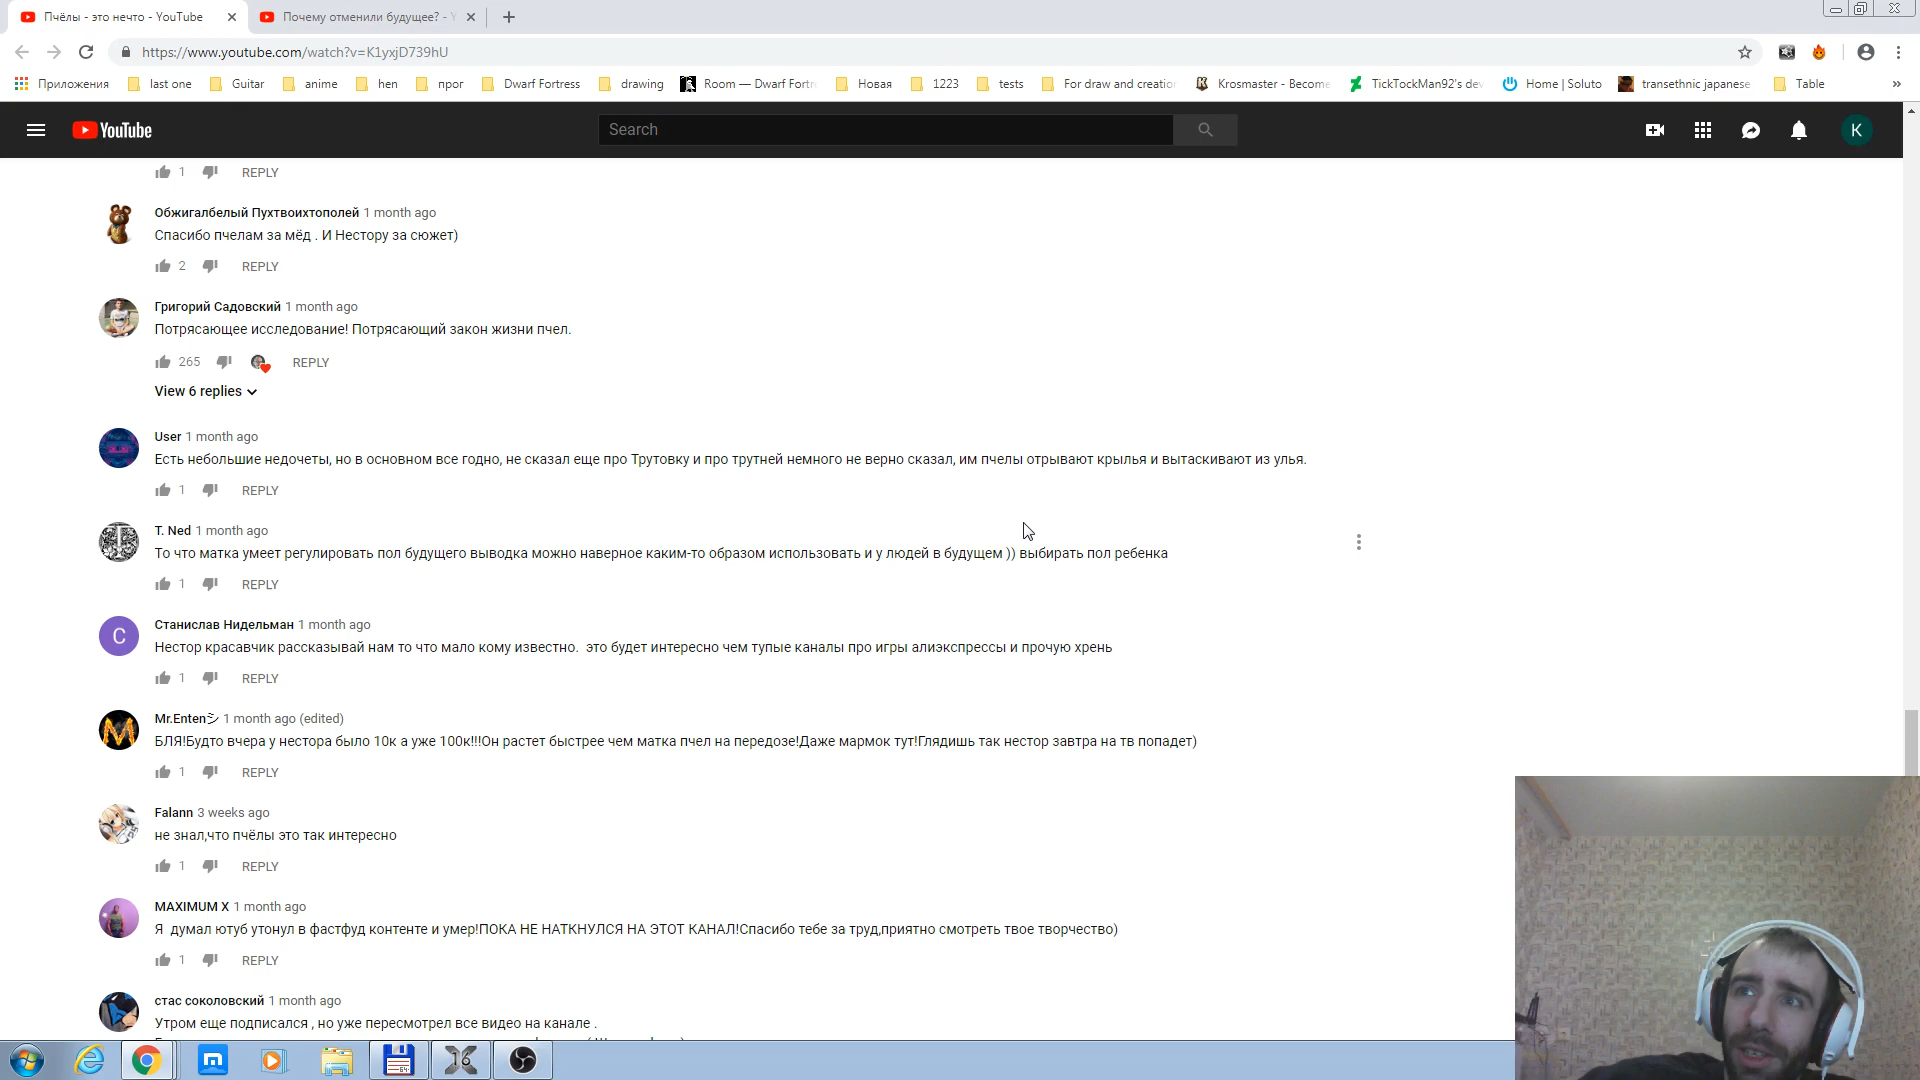 Пчёлы - это нечто - YouTube
Почему отменили будущее? - Y
https://www.youtube.com/watch?v=K1yxjD739hU
Приложения last one Guitar anime hen прог Dwarf Fortress drawing Room — Dwarf Fortr Новая 1223 tests For draw and creatio Krosmaster - Become TickTockMan92's dev Home | Soluto transethnic japanese Table »
YouTube
Search
K
1 REPLY
Обжигалбелый Пухтвоихтополей 1 month ago
Спасибо пчелам за мёд . И Нестору за сюжет)
2 REPLY
Григорий Садовский 1 month ago
Потрясающее исследование! Потрясающий закон жизни пчел.
265 REPLY
View 6 replies
User 1 month ago
Есть небольшие недочеты, но в основном все годно, не сказал еще про Трутовку и про трутней немного не верно сказал, им пчелы отрывают крылья и вытаскивают из улья.
1 REPLY
T. Ned 1 month ago
То что матка умеет регулировать пол будущего выводка можно наверное каким-то образом использовать и у людей в будущем )) выбирать пол ребенка
1 REPLY
С
Станислав Нидельман 1 month ago
Нестор красавчик рассказывай нам то что мало кому известно. это будет интересно чем тупые каналы про игры алиэкспрессы и прочую хрень
1 REPLY
Mr.Entenシ 1 month ago (edited)
БЛЯ!Будто вчера у нестора было 10к а уже 100к!!!Он растет быстрее чем матка пчел на передозе!Даже мармок тут!Глядишь так нестор завтра на тв попадет)
1 REPLY
Falann 3 weeks ago
не знал,что пчёлы это так интересно
1 REPLY
MAXIMUM X 1 month ago
Я думал ютуб утонул в фастфуд контенте и умер!ПОКА НЕ НАТКНУЛСЯ НА ЭТОТ КАНАЛ!Спасибо тебе за труд,приятно смотреть твое творчество)
1 REPLY
стас соколовский 1 month ago
Утром еще подписался , но уже пересмотрел все видео на канале .